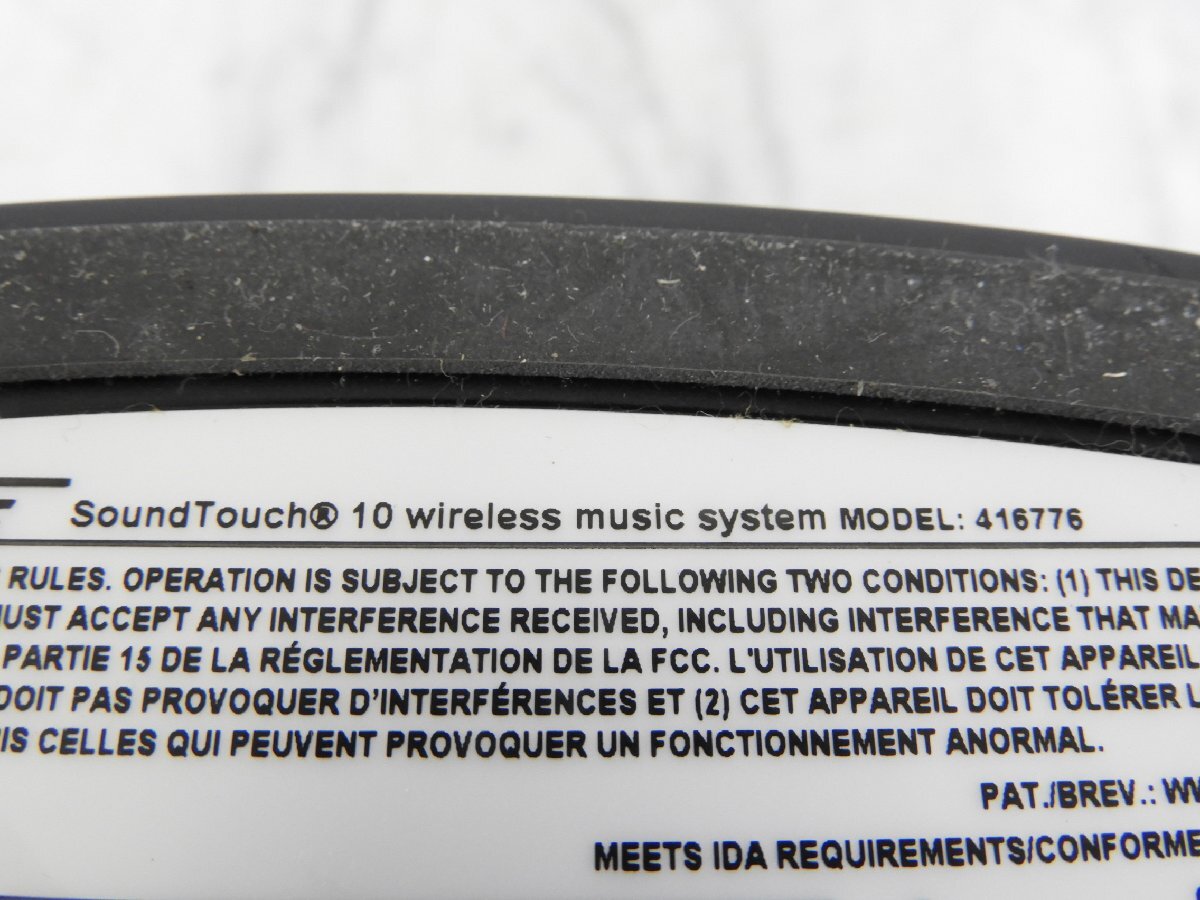 SoundTouch® 10 wireless music system MODEL: 416776
RULES. OPERATION IS SUBJECT TO THE FOLLOWING TWO CONDITIONS: (1) THIS DE
MUST ACCEPT ANY INTERFERENCE RECEIVED, INCLUDING INTERFERENCE THAT MA
PARTIE 15 DE LA RÉGLEMENTATION DE LA FCC. L'UTILISATION DE CET APPAREIL
DOIT PAS PROVOQUER D'INTERFÉRENCES ET (2) CET APPAREIL DOIT TOLÉRER L
IS CELLES QUI PEUVENT PROVOQUER UN FONCTIONNEMENT ANORMAL.
PAT./BREV.: WW
MEETS IDA REQUIREMENTS/CONFORME